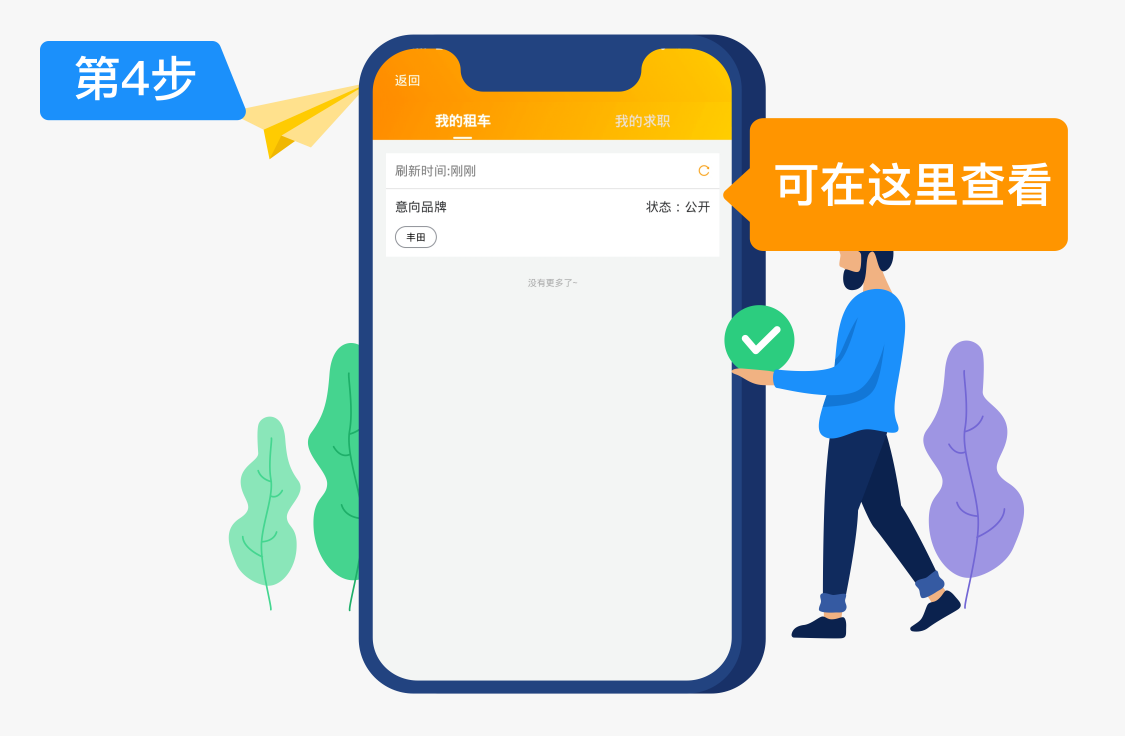 第4步
返回
我的租车 我的求职
可在这里查看
刷新时间:刚刚
意向品牌 状态：公开
丰田
没有更多了~